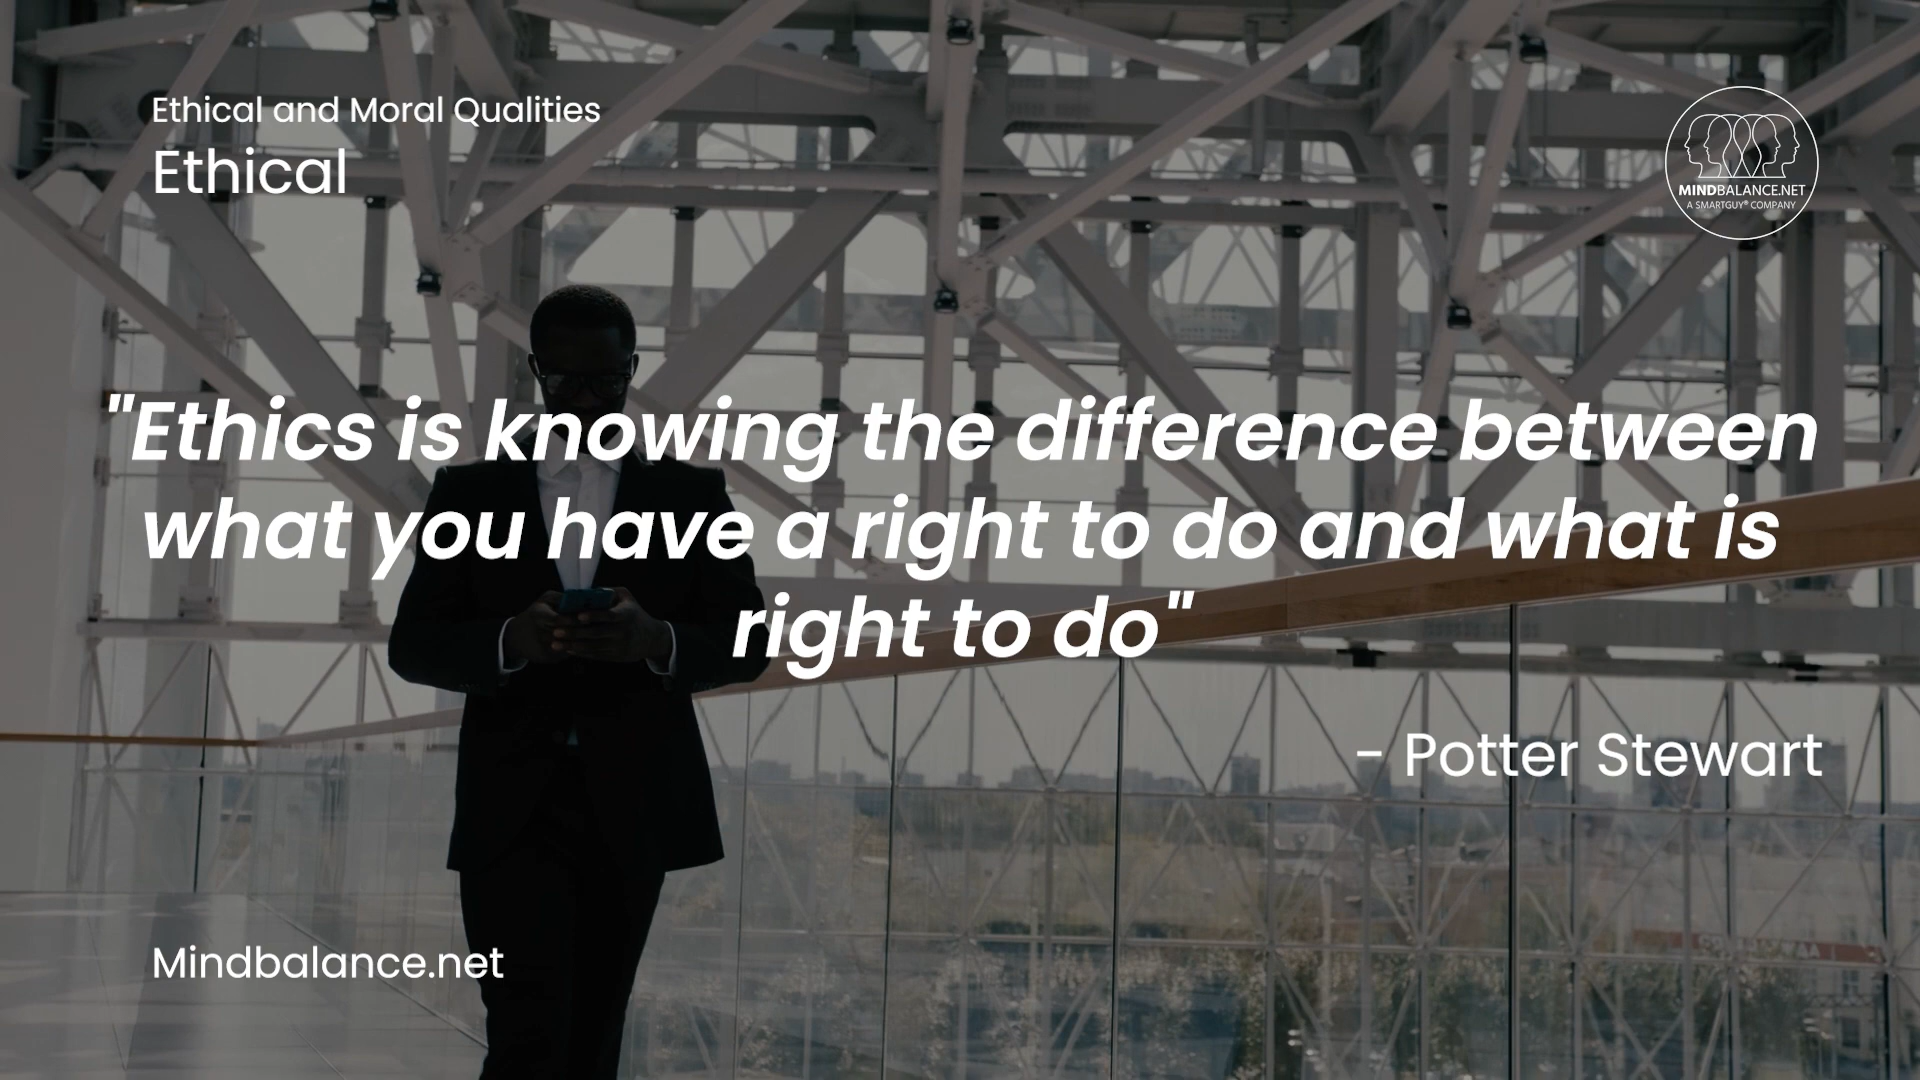 Ethical and Moral Qualities
Ethical
MINDBALANCE.NET
A SMARTGUY® COMPANY
"Ethics is knowing the difference between
what you have a right to do and what is
right to do"
- Potter Stewart
Mindbalance.net